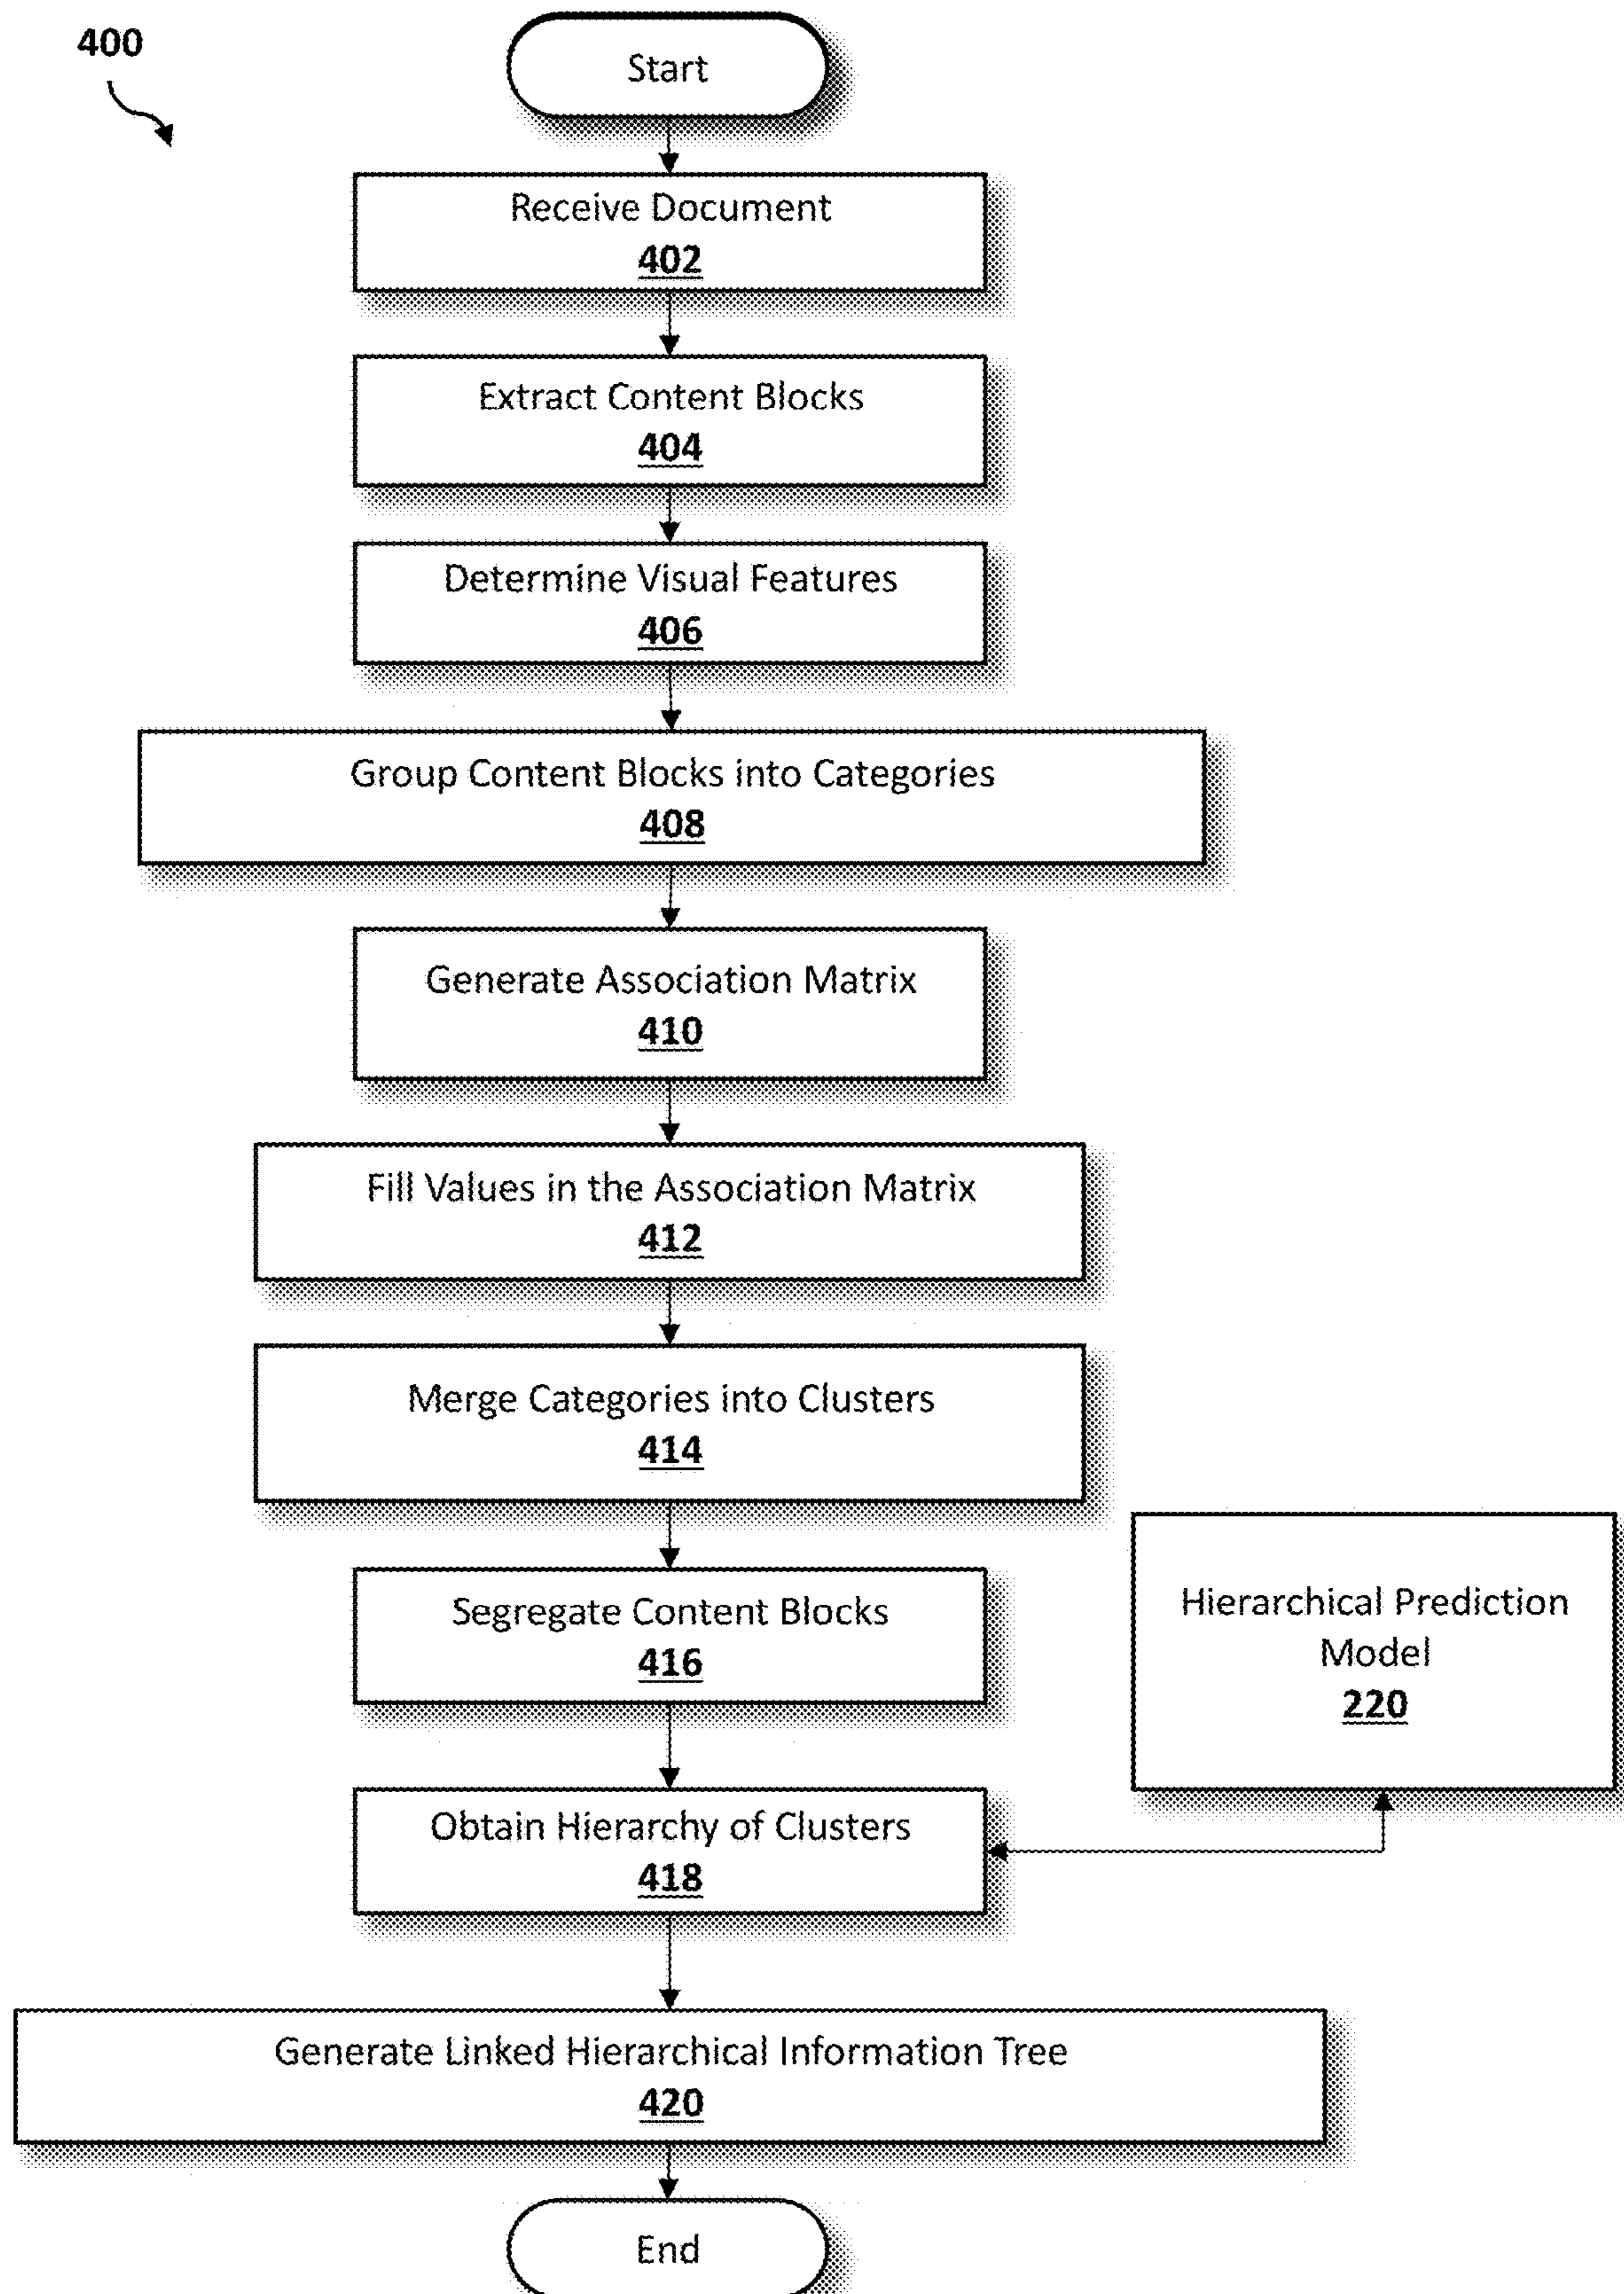 400
Start
Receive Document
402
Extract Content Blocks
404
Determine Visual Features
406
Group Content Blocks into Categories
408
Generate Association Matrix
410
Fill Values in the Association Matrix
412
Merge Categories into Clusters
414
Segregate Content Blocks
416
Hierarchical Prediction
Model
220
Obtain Hierarchy of Clusters
418
Generate Linked Hierarchical Information Tree
420
End